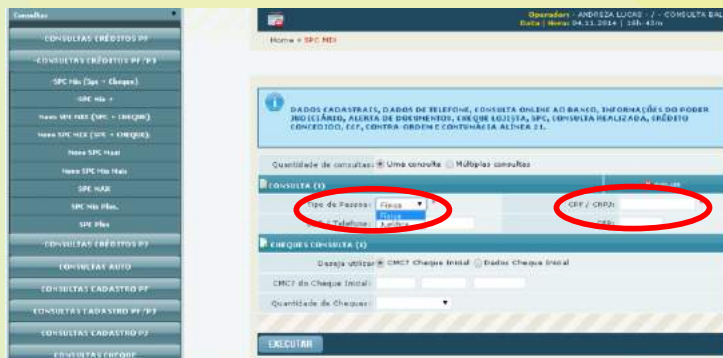 Consultas
CONSULTAS CRÉDITOS PF
CONSULTAS CRÉDITOS PF/PJ
SPC Mix (Spc + Cheque)
SPC Mix +
Novo SPC MIX (SPC + CHEQUE)
Novo SPC MIX (SPC + CHEQUE)
Novo SPC Maxi
Novo SPC Mix Mais
SPC MAX
SPC Mix Plus.
SPC Plus
CONSULTAS CRÉDITOS PJ
CONSULTAS AUTO
CONSULTAS CADASTRO PF
CONSULTAS CADASTRO PF/PJ
CONSULTAS CADASTRO PJ
CONSULTAS CHEQUE
Operador: ANDREZA LUCAS - / - CONSULTA BAL
Data | Hora: 04.11.2014 | 16h:43m
Home » SPC MIX
DADOS CADASTRAIS, DADOS DE TELEFONE, CONSULTA ONLINE AO BANCO, INFORMAÇÕES DO PODER
JUDICIÁRIO, ALERTA DE DOCUMENTOS, CHEQUE LOJISTA, SPC, CONSULTA REALIZADA, CRÉDITO
CONCEDIDO, CCF, CONTRA-ORDEM E CONTUMÁCIA ALÍNEA 21.
Quantidade de consultas: Uma consulta Múltiplas consultas
CONSULTA (1)
Tipo de Pessoa: Física
CPF / CNPJ:
Física
Jurídica
/ Telefone:
CEP:
CHEQUES CONSULTA (1)
Deseja utilizar CMC7 Cheque Inicial Dados Cheque Inicial
CMC7 do Cheque Inicial:
Quantidade de Cheques:
EXECUTAR